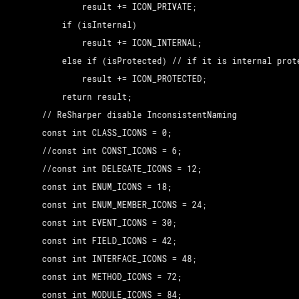 result += ICON_PRIVATE;
if (isInternal)
result += ICON_INTERNAL;
else if (isProtected) // if it is internal prote
result += ICON_PROTECTED;
return result;
// ReSharper disable InconsistentNaming
const int CLASS_ICONS = 0;
//const int CONST_ICONS = 6;
//const int DELEGATE_ICONS = 12;
const int ENUM_ICONS = 18;
const int ENUM_MEMBER_ICONS = 24;
const int EVENT_ICONS = 30;
const int FIELD_ICONS = 42;
const int INTERFACE_ICONS = 48;
const int METHOD_ICONS = 72;
const int MODULE_ICONS = 84;